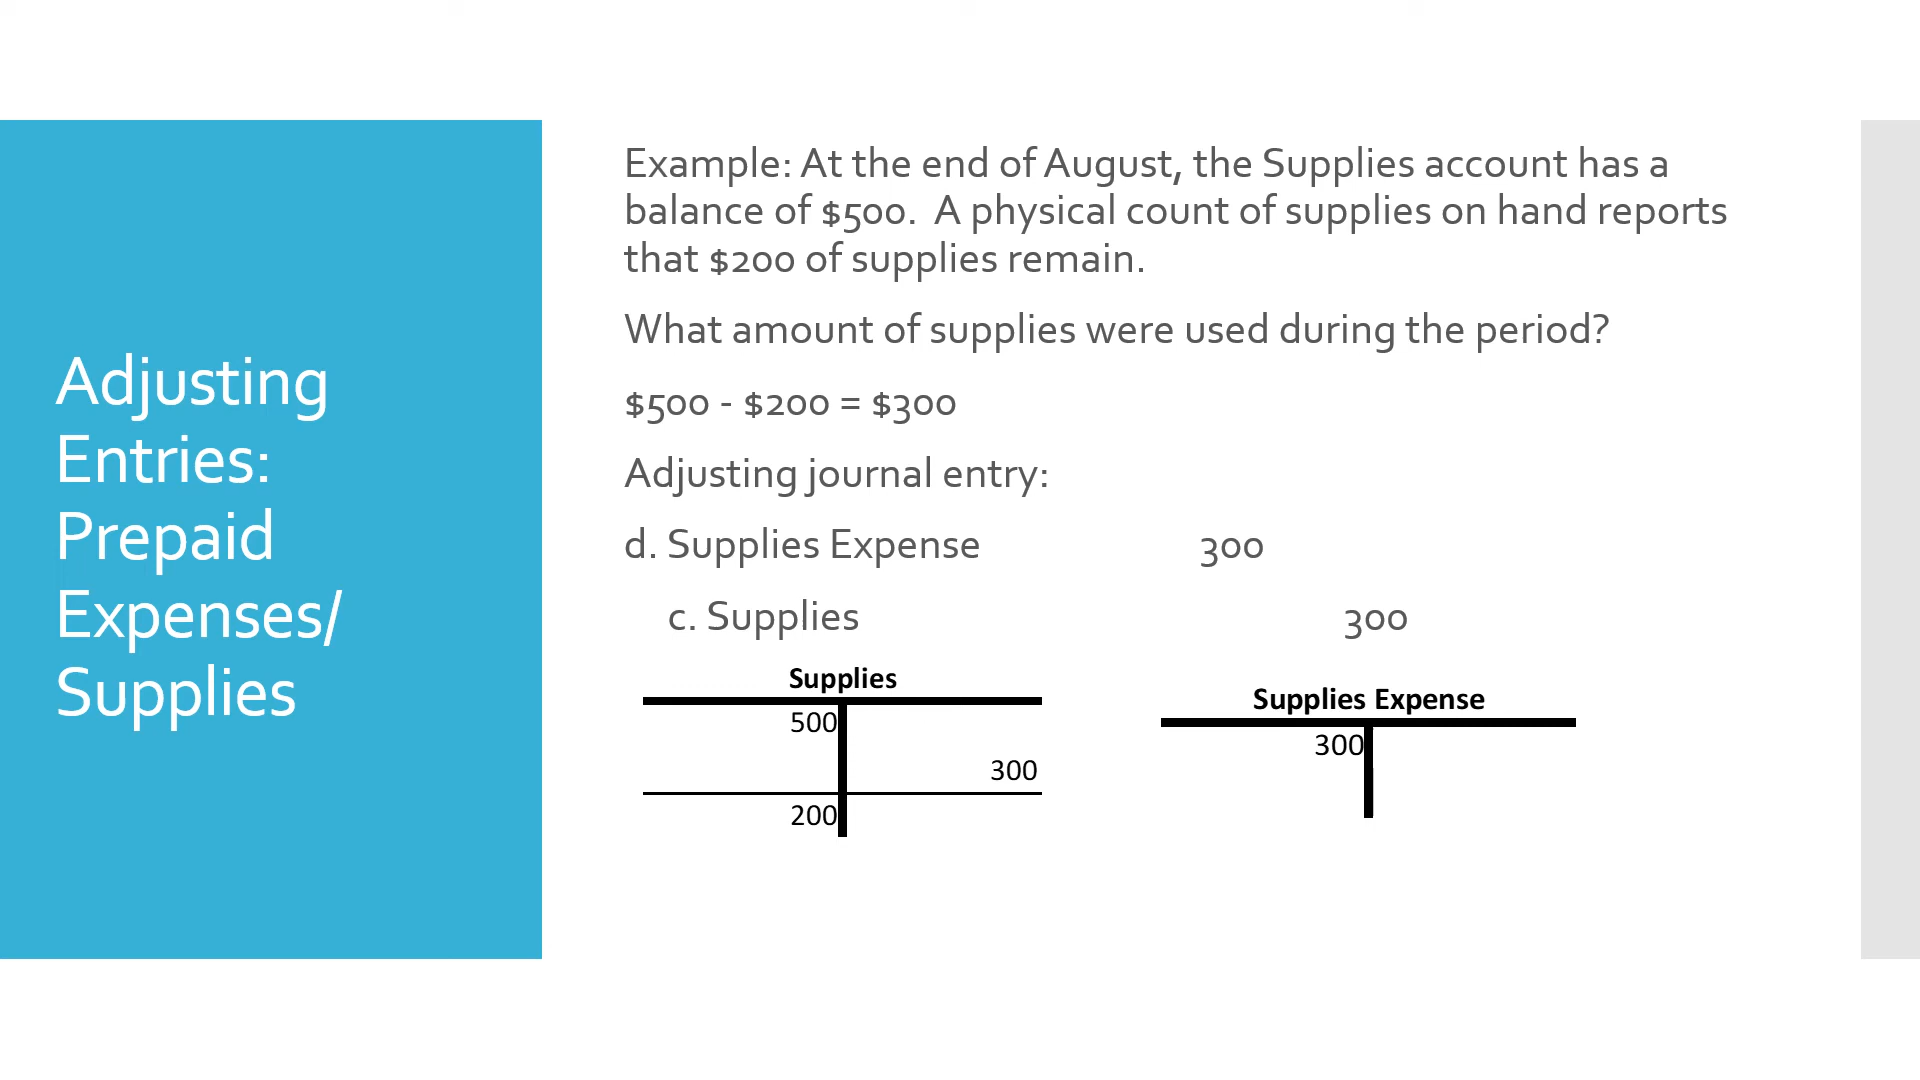 Adjusting
Entries:
Prepaid
Expenses/
Supplies
Example: At the end of August, the Supplies account has a
balance of $500.  A physical count of supplies on hand reports
that $200 of supplies remain.
What amount of supplies were used during the period?
$500 - $200 = $300
Adjusting journal entry:
d. Supplies Expense 300
c. Supplies 300
Supplies
500
300
200
Supplies Expense
300